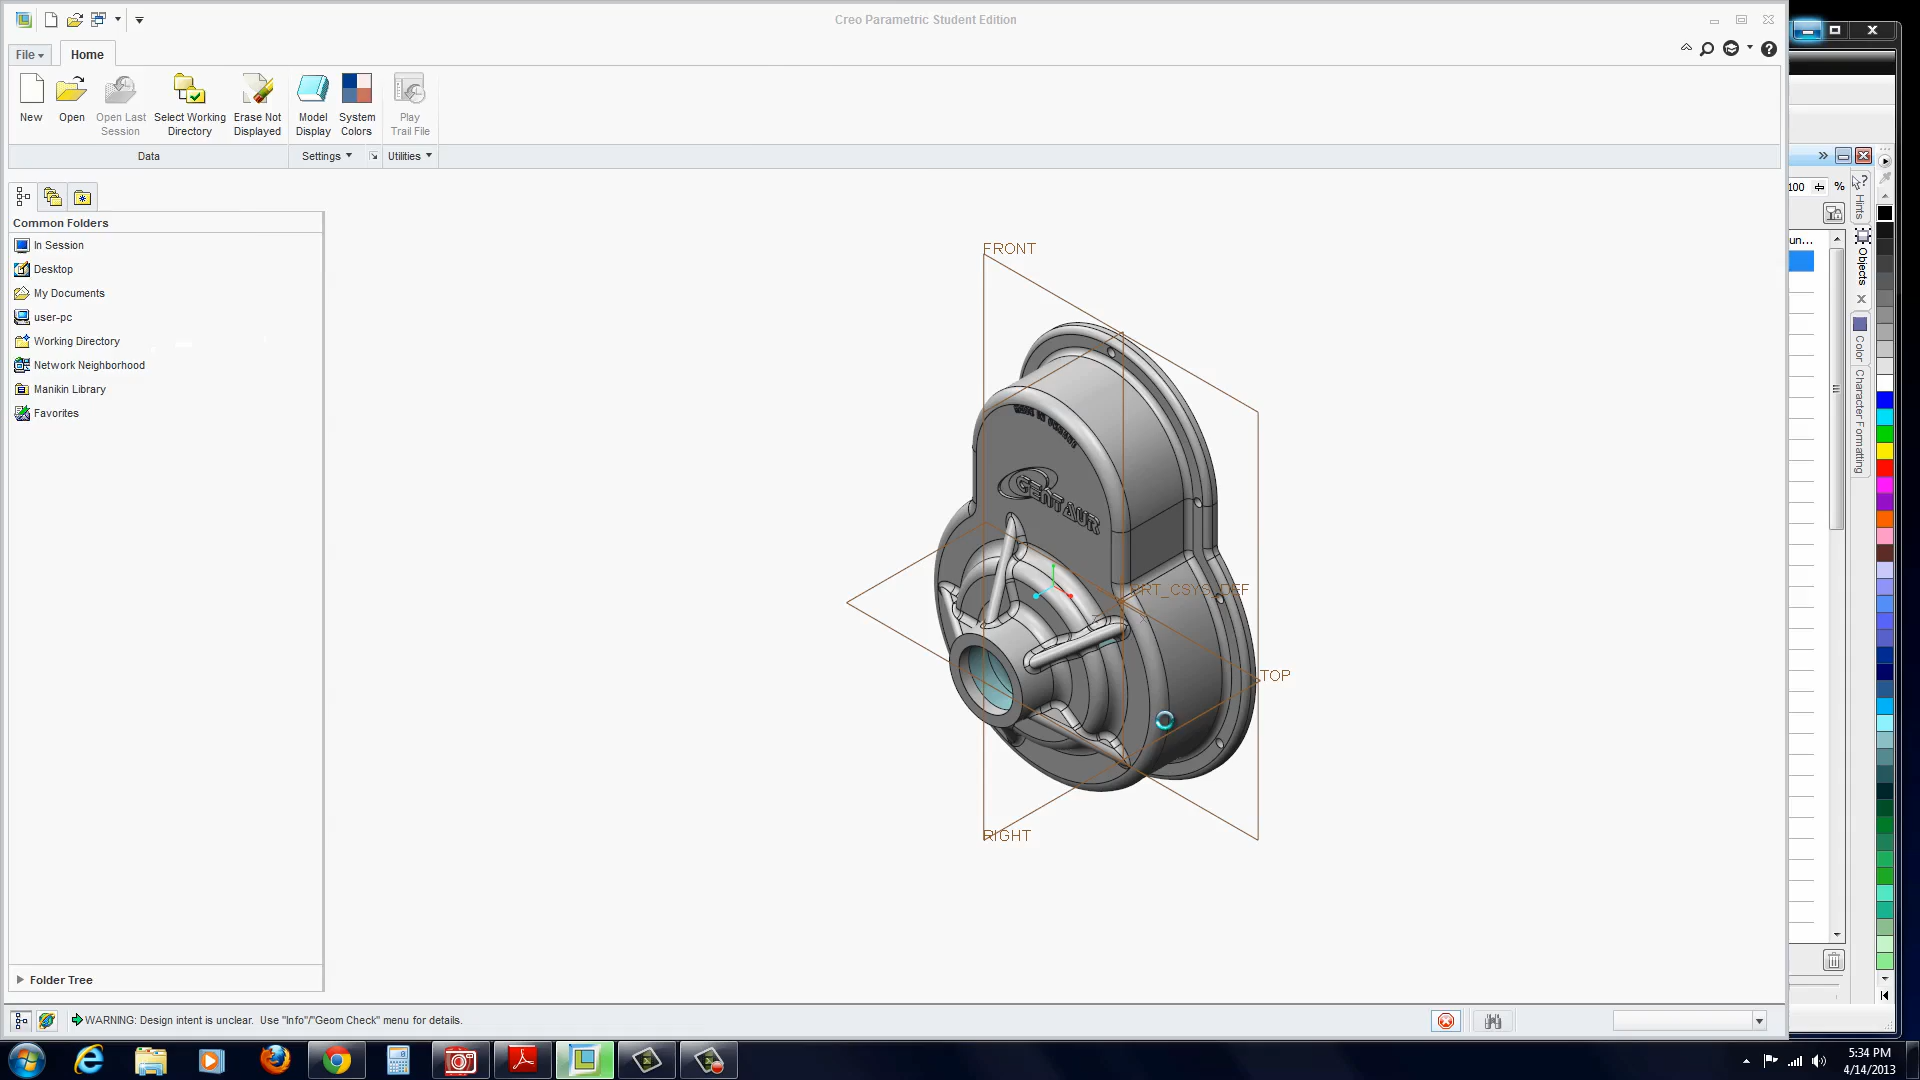 Creo Parametric Student Edition
File
Home
New
Open
Open Last
Session
Select Working
Directory
Erase Not
Displayed
Model
Display
System
Colors
Play
Trail File
Data
Settings
Utilities
Common Folders
In Session
Desktop
My Documents
user-pc
Working Directory
Network Neighborhood
Manikin Library
Favorites
Folder Tree
FRONT
GENTAUR
PRT_CSYS_DEF
TOP
RIGHT
WARNING: Design intent is unclear. Use "Info"/"Geom Check" menu for details.
100
%
un...
Hints
Objects
Color
Character Formatting
5:34 PM
4/14/2013